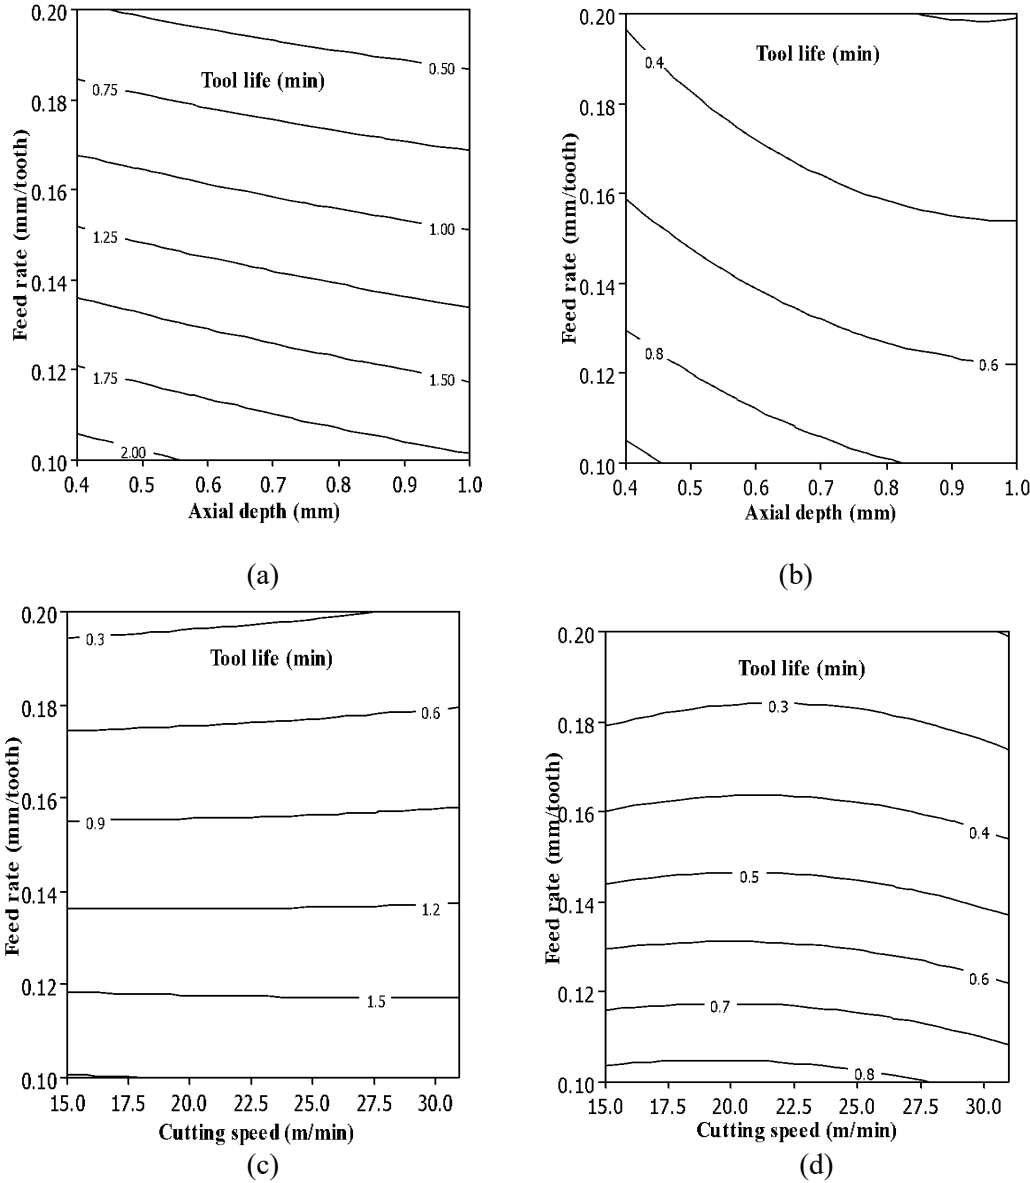 0.20
0.18
0.16
0.14
0.12
0.10
Feed rate (mm/tooth)
Tool life (min)
0.50
0.75
1.00
1.25
1.50
1.75
2.00
0.4 0.5 0.6 0.7 0.8 0.9 1.0
Axial depth (mm)
(a)
0.20
0.18
0.16
0.14
0.12
0.10
Feed rate (mm/tooth)
Tool life (min)
0.4
0.6
0.8
0.4 0.5 0.6 0.7 0.8 0.9 1.0
Axial depth (mm)
(b)
0.20
0.18
0.16
0.14
0.12
0.10
Feed rate (mm/tooth)
0.3
Tool life (min)
0.6
0.9
1.2
1.5
15.0 17.5 20.0 22.5 25.0 27.5 30.0
Cutting speed (m/min)
(c)
0.20
0.18
0.16
0.14
0.12
0.10
Feed rate (mm/tooth)
Tool life (min)
0.3
0.4
0.5
0.6
0.7
0.8
15.0 17.5 20.0 22.5 25.0 27.5 30.0
Cutting speed (m/min)
(d)